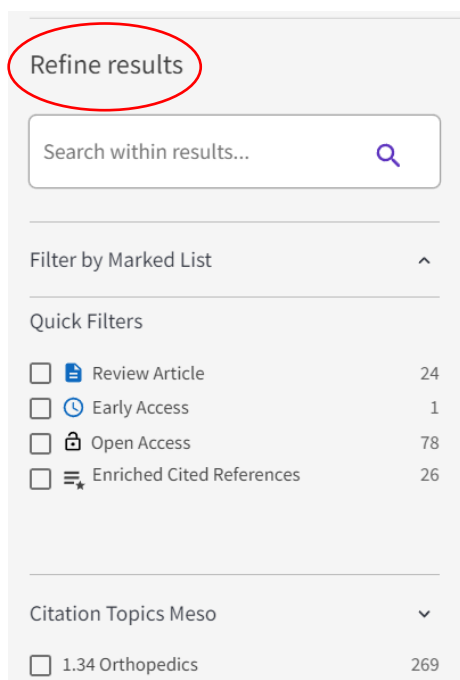 Refine results
Search within results...
Filter by Marked List
Quick Filters
Review Article 24
Early Access 1
Open Access 78
Enriched Cited References 26
Citation Topics Meso
1.34 Orthopedics 269